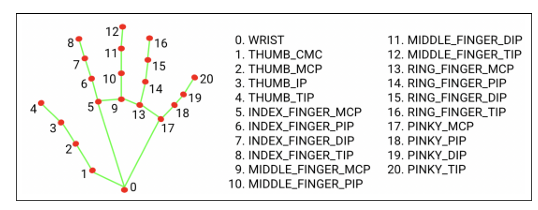 12
8
16
11
7
15
20
6
10
14
19
4
5
9
13
18
3
17
2
1
0
0. WRIST
1. THUMB_CMC
2. THUMB_MCP
3. THUMB_IP
4. THUMB_TIP
5. INDEX_FINGER_MCP
6. INDEX_FINGER_PIP
7. INDEX_FINGER_DIP
8. INDEX_FINGER_TIP
9. MIDDLE_FINGER_MCP
10. MIDDLE_FINGER_PIP
11. MIDDLE_FINGER_DIP
12. MIDDLE_FINGER_TIP
13. RING_FINGER_MCP
14. RING_FINGER_PIP
15. RING_FINGER_DIP
16. RING_FINGER_TIP
17. PINKY_MCP
18. PINKY_PIP
19. PINKY_DIP
20. PINKY_TIP